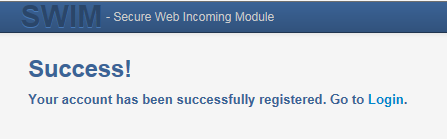 SWIM - Secure Web Incoming Module
Success!
Your account has been successfully registered. Go to Login.